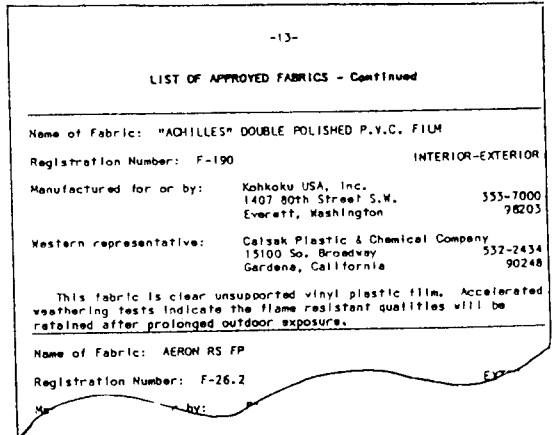 -13-
LIST OF APPROVED FABRICS - Continued
Name of Fabric: "ACHILLES" DOUBLE POLISHED P.V.C. FILM
Registration Number: F-190 INTERIOR-EXTERIOR
Manufactured for or by: Kohkoku USA, Inc.
1407 80th Street S.W. 353-7000
Everett, Washington 98203
Western representative: Calsak Plastic & Chemical Company
15100 So. Broadway 532-2434
Gardena, California 90248
This fabric is clear unsupported vinyl plastic film. Accelerated
weathering tests indicate the flame resistant qualities will be
retained after prolonged outdoor exposure.
Name of Fabric: AERON RS FP
Registration Number: F-26.2
by: